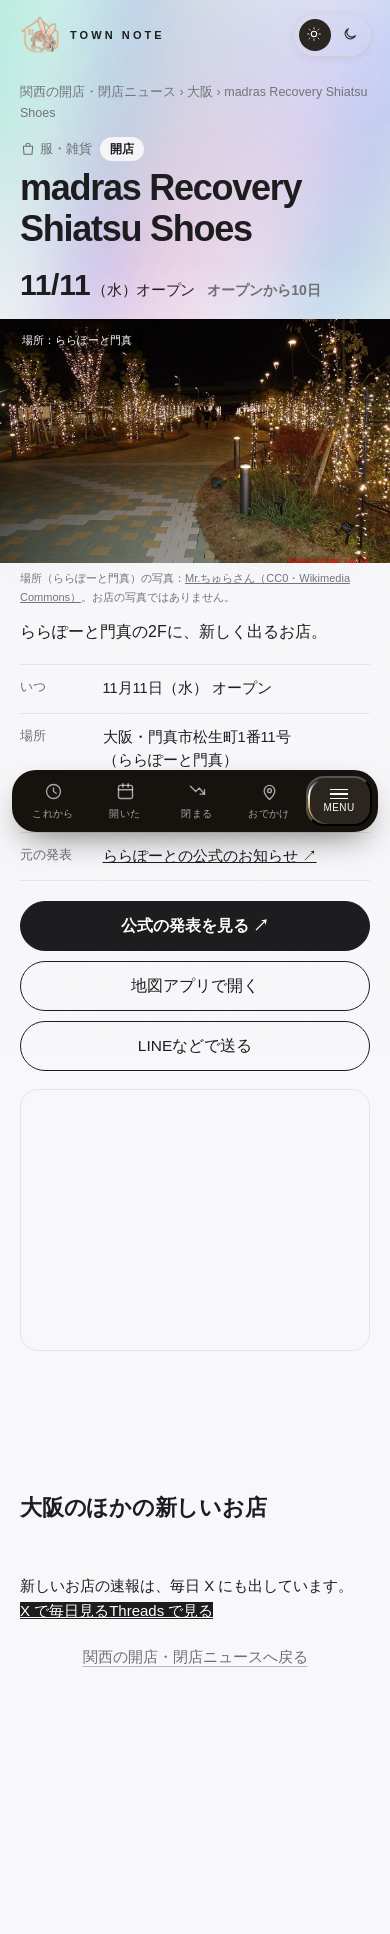 TOWN NOTE
関西の開店・閉店ニュース › 大阪 › madras Recovery Shiatsu
Shoes
服・雑貨 開店
madras Recovery
Shiatsu Shoes
11/11（水）オープン オープンから10日
場所：ららぽーと門真
場所（ららぽーと門真）の写真：Mr.ちゅらさん（CC0・Wikimedia
Commons）。お店の写真ではありません。
ららぽーと門真の2Fに、新しく出るお店。
いつ 11月11日（水） オープン
場所 大阪・門真市松生町1番11号
（ららぽーと門真）
これから 開いた 閉まる おでかけ MENU
元の発表 ららぽーとの公式のお知らせ ↗
公式の発表を見る ↗
地図アプリで開く
LINEなどで送る
大阪のほかの新しいお店
新しいお店の速報は、毎日 X にも出しています。
X で毎日見るThreads で見る
関西の開店・閉店ニュースへ戻る